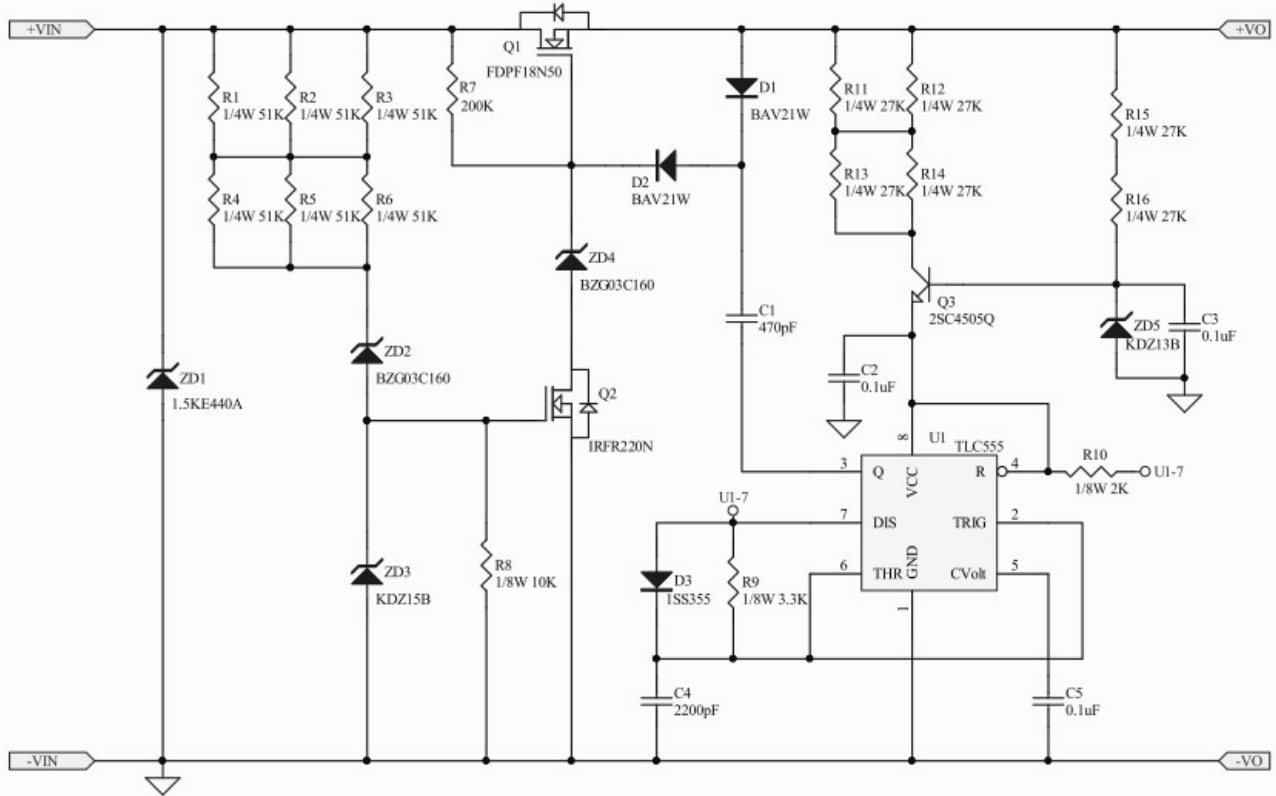 +VIN
+VO
Q1
FDPF18N50
R1
1/4W 51K
R2
1/4W 51K
R3
1/4W 51K
R7
200K
D1
BAV21W
R11
1/4W 27K
R12
1/4W 27K
R15
1/4W 27K
R4
1/4W 51K
R5
1/4W 51K
R6
1/4W 51K
D2
BAV21W
R13
1/4W 27K
R14
1/4W 27K
R16
1/4W 27K
ZD4
BZG03C160
C1
470pF
Q3
2SC4505Q
ZD5
KDZ13B
C3
0.1uF
ZD1
1.5KE440A
ZD2
BZG03C160
Q2
IRFR220N
C2
0.1uF
U1
TLC555
8
VCC
3
Q
R
4
R10
1/8W 2K
U1-7
U1-7
7
DIS
TRIG
2
6
THR
GND
CVolt
5
1
ZD3
KDZ15B
R8
1/8W 10K
D3
1SS355
R9
1/8W 3.3K
C4
2200pF
C5
0.1uF
-VIN
-VO